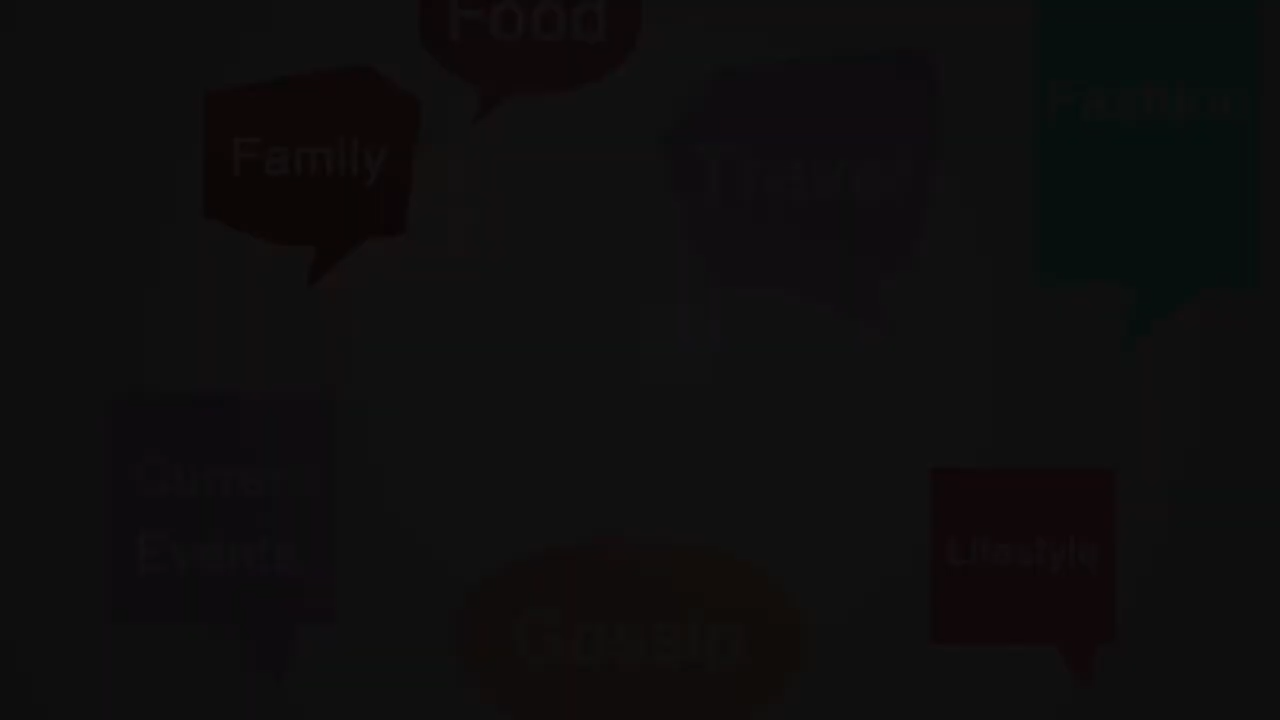 Food
Family
Travel
Fashion
Current
Events
Lifestyle
Gossip